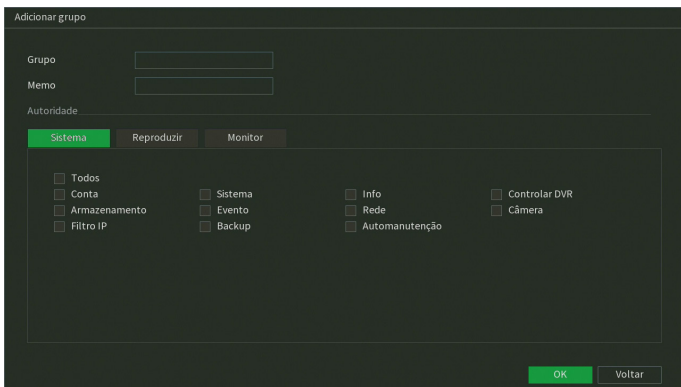 Adicionar grupo
Grupo
Memo
Autoridade
Sistema Reproduzir Monitor
Todos
Conta Sistema Info Controlar DVR
Armazenamento Evento Rede Câmera
Filtro IP Backup Automanutenção
OK Voltar